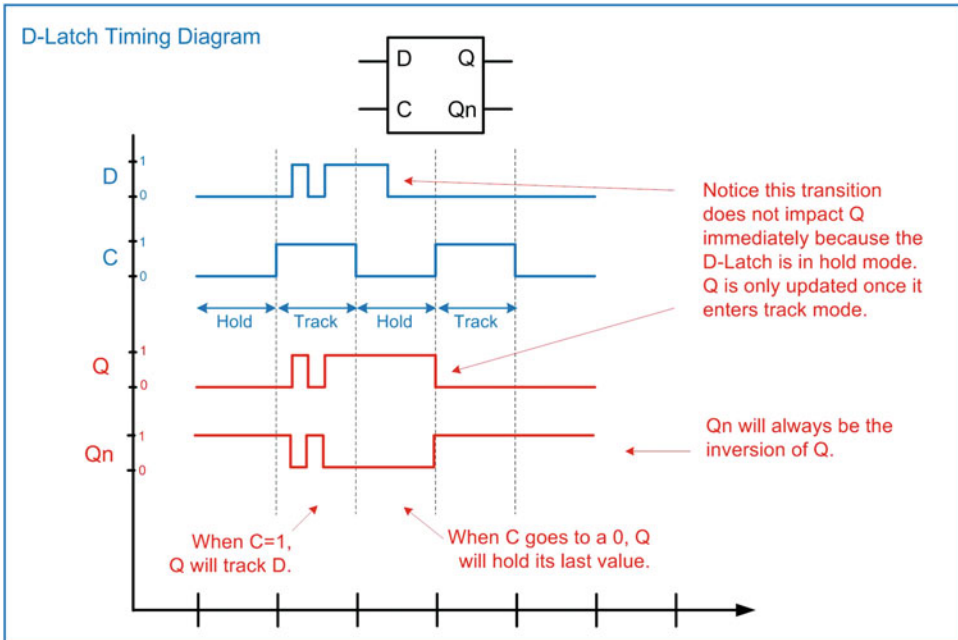 D-Latch Timing Diagram
D Q
C Qn
D 1
0
Notice this transition
does not impact Q
immediately because the
D-Latch is in hold mode.
Q is only updated once it
enters track mode.
C 1
0
Hold Track Hold Track
Q 1
0
Qn 1
0
Qn will always be the
inversion of Q.
When C=1,
Q will track D.
When C goes to a 0, Q
will hold its last value.